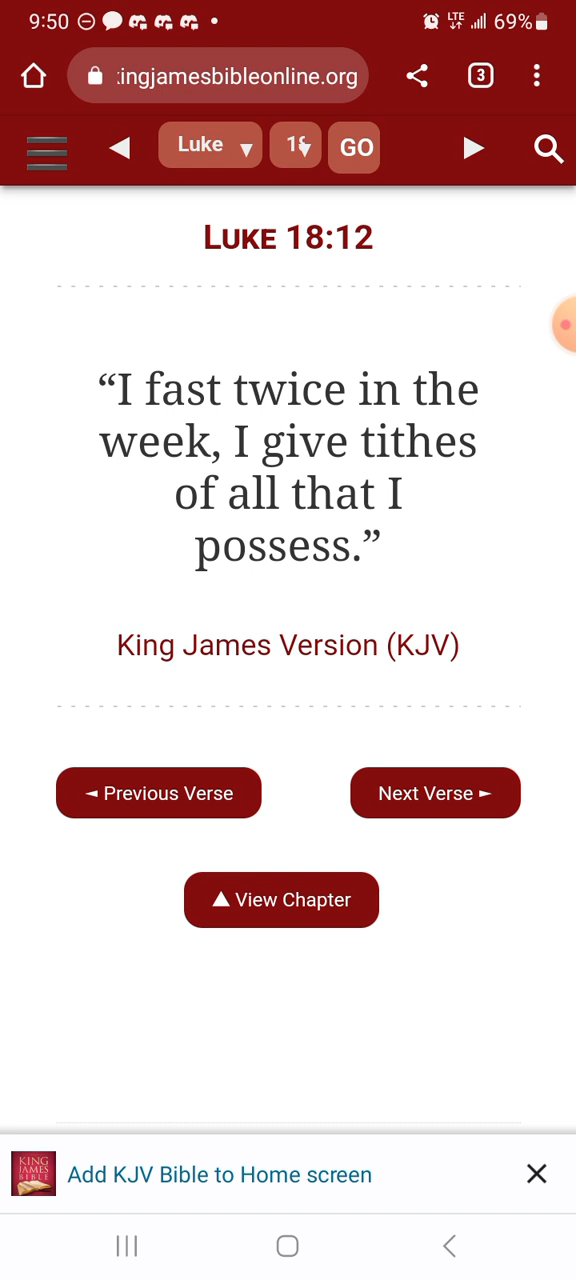 9:50 LTE 69%
:ingjamesbibleonline.org 3
Luke GO
LUKE 18:12
“I fast twice in the
week, I give tithes
of all that I
possess.”
King James Version (KJV)
◄ Previous Verse Next Verse ►
▲ View Chapter
KING
JAMES
BIBLE
Add KJV Bible to Home screen